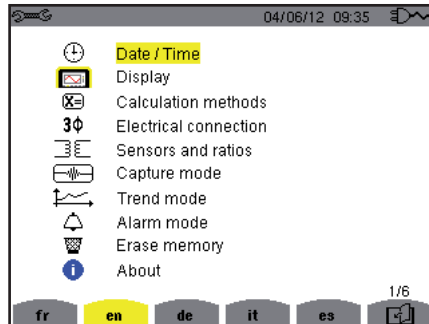 04/06/12 09:35
Date / Time
Display
X= Calculation methods
3Φ Electrical connection
Sensors and ratios
Capture mode
Trend mode
Alarm mode
Erase memory
i About
1/6
fr en de it es